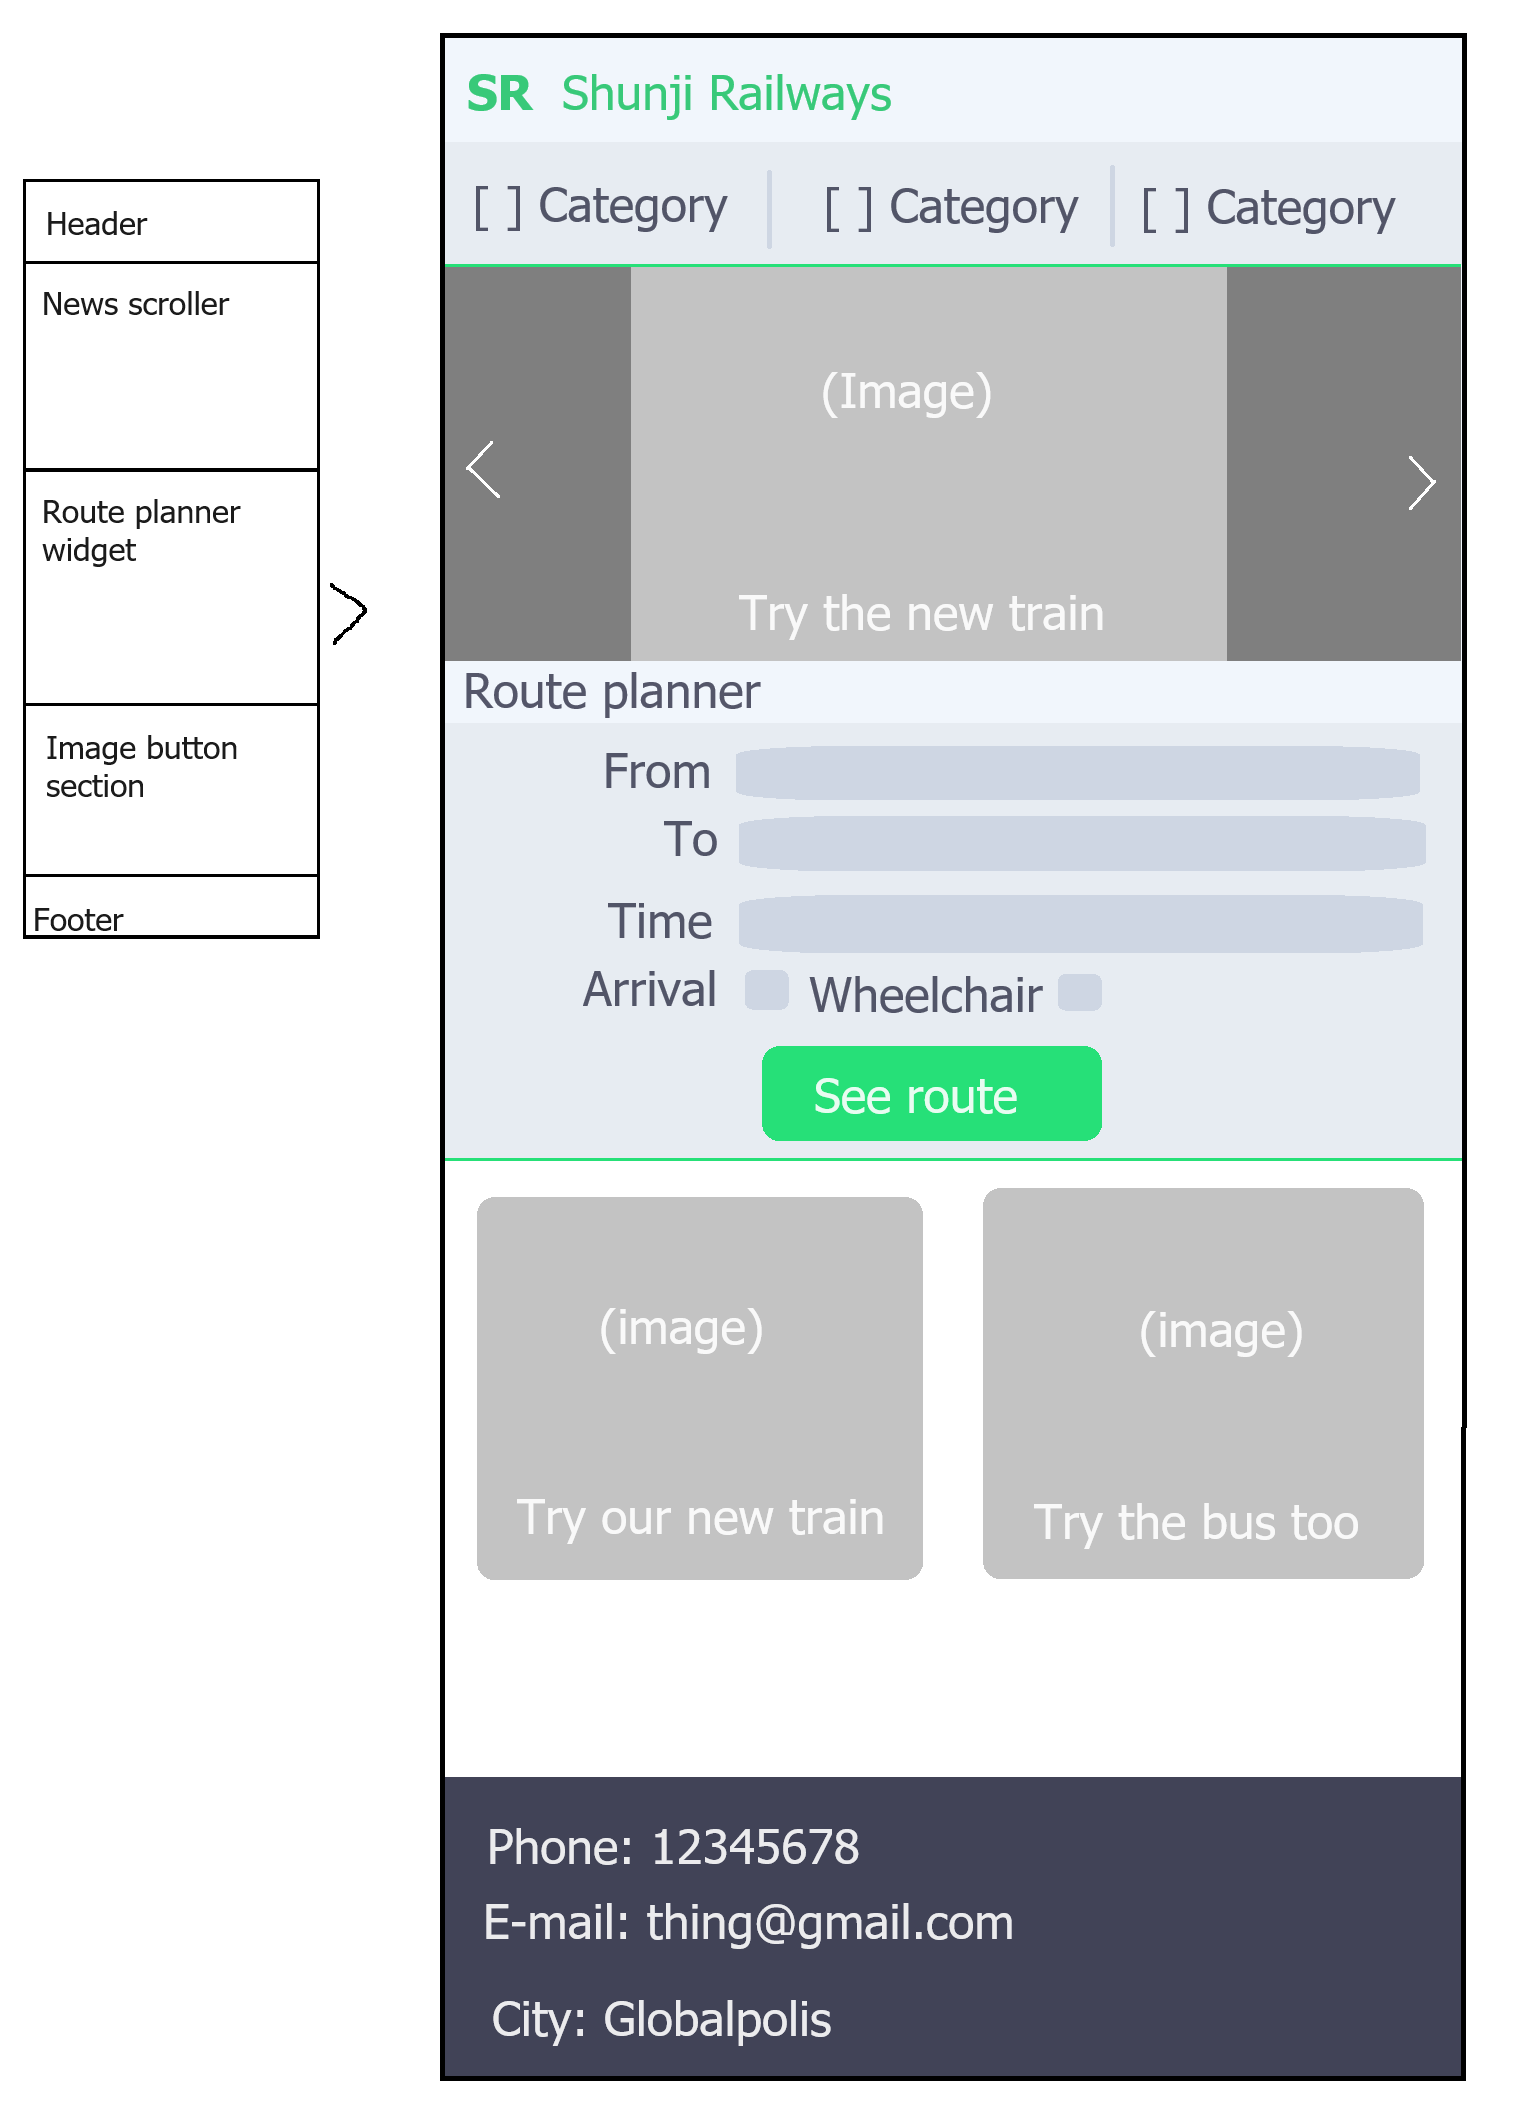 Header
News scroller
Route planner
widget
Image button
section
Footer
SR Shunji Railways
[ ] Category [ ] Category [ ] Category
(Image)
Try the new train
Route planner
From
To
Time
Arrival Wheelchair
See route
(image)
Try our new train
(image)
Try the bus too
Phone: 12345678
E-mail: thing@gmail.com
City: Globalpolis